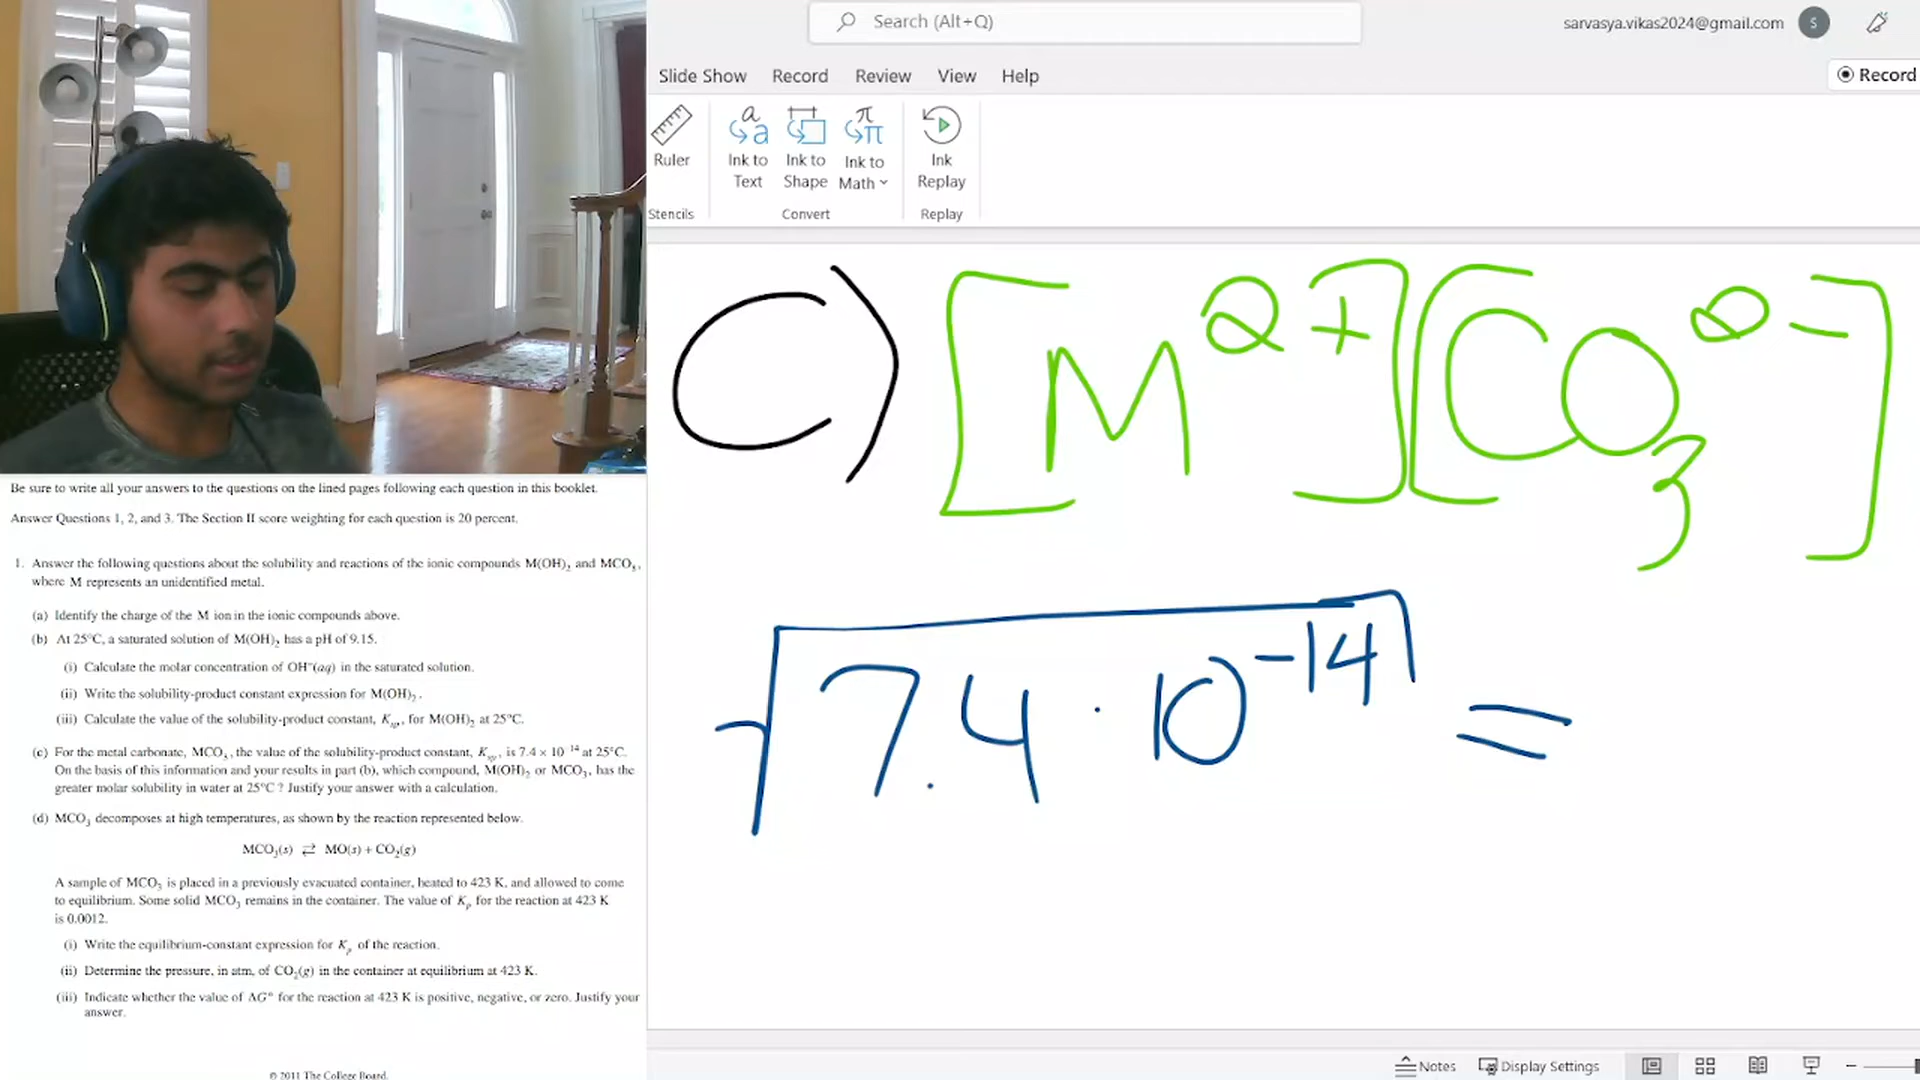 Search (Alt+Q)
sarvasya.vikas2024@gmail.com
S
Slide Show Record Review View Help
Record
Ruler
Ink to Text
Ink to Shape
Ink to Math
Ink Replay
Stencils
Convert
Replay
C) [M²⁺][CO₃²⁻]
√7.4 · 10⁻¹⁴ =
Be sure to write all your answers to the questions on the lined pages following each question in this booklet.
Answer Questions 1, 2, and 3. The Section II score weighting for each question is 20 percent.
1. Answer the following questions about the solubility and reactions of the ionic compounds M(OH)₂ and MCO₃,
where M represents an unidentified metal.
(a) Identify the charge of the M ion in the ionic compounds above.
(b) At 25°C, a saturated solution of M(OH)₂ has a pH of 9.15.
(i) Calculate the molar concentration of OH⁻(aq) in the saturated solution.
(ii) Write the solubility-product constant expression for M(OH)₂.
(iii) Calculate the value of the solubility-product constant, Ksp, for M(OH)₂ at 25°C.
(c) For the metal carbonate, MCO₃, the value of the solubility-product constant, Ksp, is 7.4 × 10⁻¹⁴ at 25°C.
On the basis of this information and your results in part (b), which compound, M(OH)₂ or MCO₃, has the
greater molar solubility in water at 25°C? Justify your answer with a calculation.
(d) MCO₃ decomposes at high temperatures, as shown by the reaction represented below.
MCO₃(s) ⇄ MO(s) + CO₂(g)
A sample of MCO₃ is placed in a previously evacuated container, heated to 423 K, and allowed to come
to equilibrium. Some solid MCO₃ remains in the container. The value of Kp for the reaction at 423 K
is 0.0012.
(i) Write the equilibrium-constant expression for Kp of the reaction.
(ii) Determine the pressure, in atm, of CO₂(g) in the container at equilibrium at 423 K.
(iii) Indicate whether the value of ΔG° for the reaction at 423 K is positive, negative, or zero. Justify your
answer.
© 2011 The College Board.
Notes Display Settings